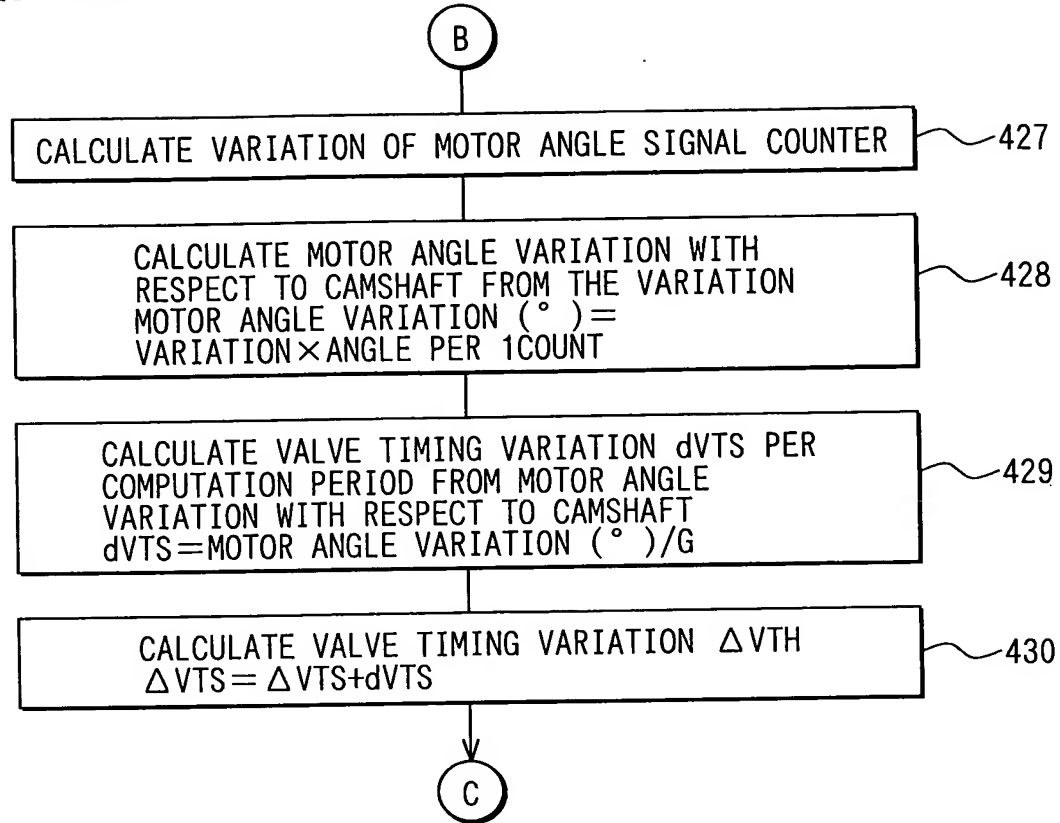 B
CALCULATE VARIATION OF MOTOR ANGLE SIGNAL COUNTER
427
CALCULATE MOTOR ANGLE VARIATION WITH
RESPECT TO CAMSHAFT FROM THE VARIATION
MOTOR ANGLE VARIATION (° )=
VARIATION×ANGLE PER 1COUNT
428
CALCULATE VALVE TIMING VARIATION dVTS PER
COMPUTATION PERIOD FROM MOTOR ANGLE
VARIATION WITH RESPECT TO CAMSHAFT
dVTS=MOTOR ANGLE VARIATION (° )/G
429
CALCULATE VALVE TIMING VARIATION ΔVTH
ΔVTS=ΔVTS+dVTS
430
C